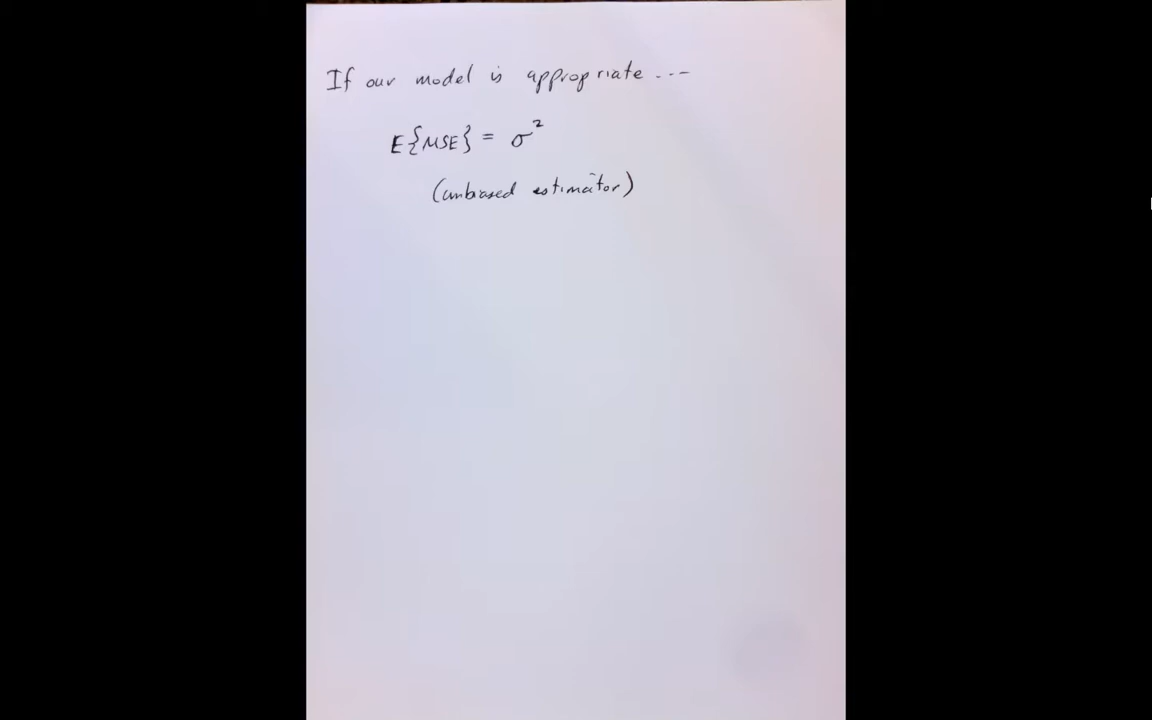 If our model is appropriate ---
E{MSE} = σ²
(unbiased estimator)